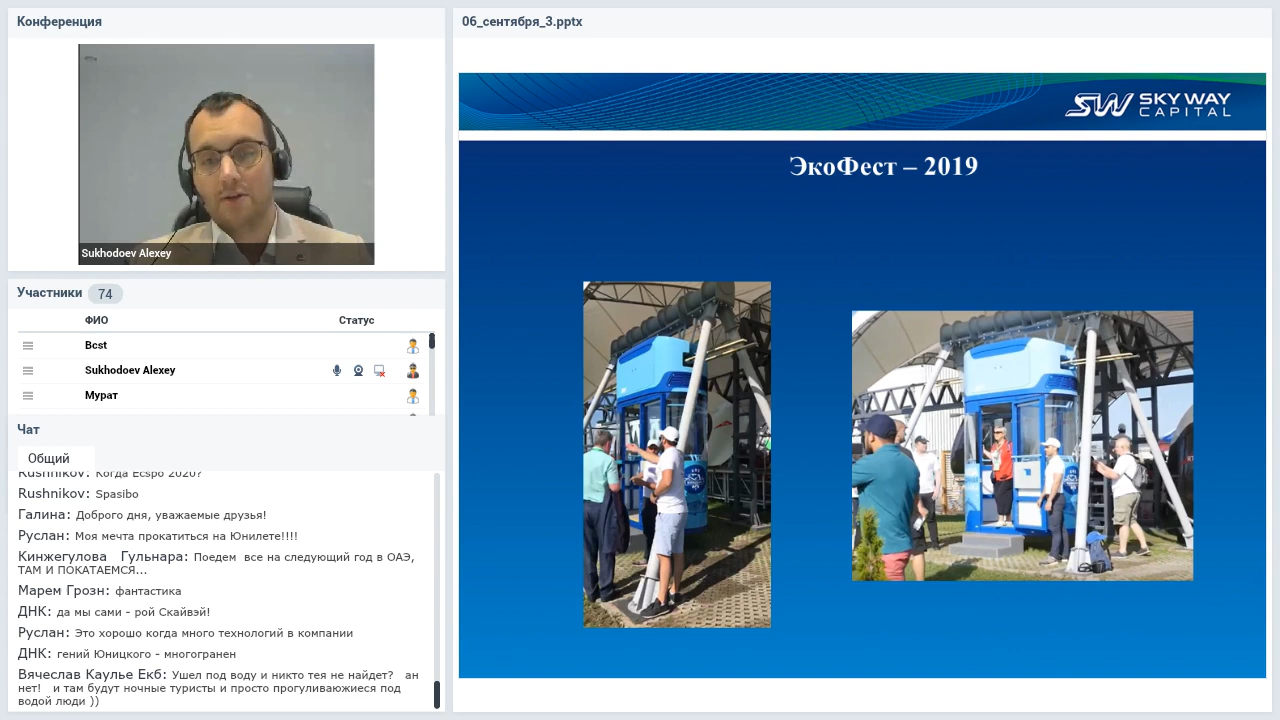 Конференция
Sukhodoev Alexey
Участники 74
ФИО Статус
Bcst
Sukhodoev Alexey
Мурат
Чат
Общий
Rushnikov: Когда Ecspo 2020?
Rushnikov: Spasibo
Галина: Доброго дня, уважаемые друзья!
Руслан: Моя мечта прокатиться на Юнилете!!!!
Кинжегулова Гульнара: Поедем все на следующий год в ОАЭ,
ТАМ И ПОКАТАЕМСЯ...
Марем Грозн: фантастика
ДНК: да мы сами - рой Скайвэй!
Руслан: Это хорошо когда много технологий в компании
ДНК: гений Юницкого - многогранен
Вячеслав Каулье Екб: Ушел под воду и никто тея не найдет? ан
нет! и там будут ночные туристы и просто прогуливаюжиеся под
водой люди ))
06_сентября_3.pptx
SW SKY WAY
CAPITAL
ЭкоФест – 2019